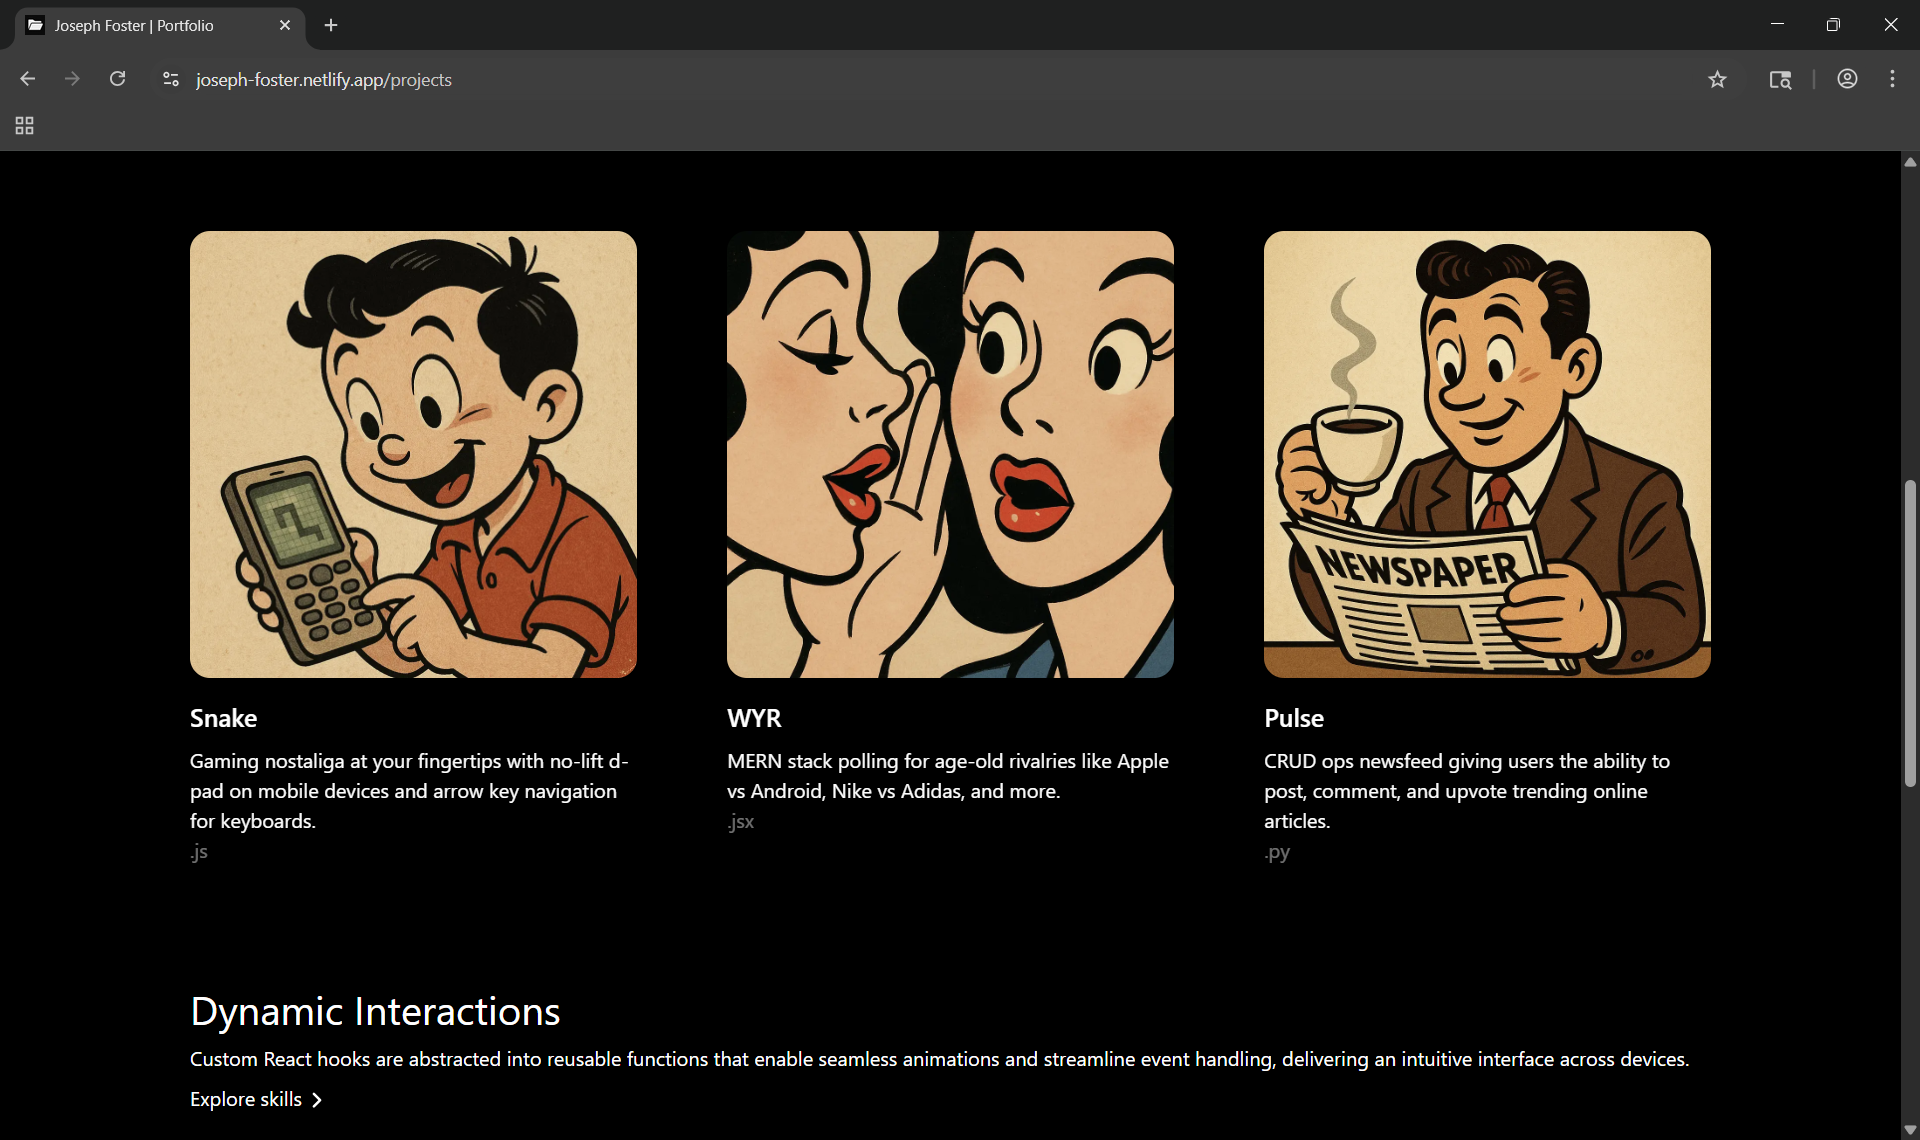 Joseph Foster | Portfolio
joseph-foster.netlify.app/projects
NEWSPAPER
Snake
Gaming nostaliga at your fingertips with no-lift d-
pad on mobile devices and arrow key navigation
for keyboards.
.js
WYR
MERN stack polling for age-old rivalries like Apple
vs Android, Nike vs Adidas, and more.
.jsx
Pulse
CRUD ops newsfeed giving users the ability to
post, comment, and upvote trending online
articles.
.py
Dynamic Interactions
Custom React hooks are abstracted into reusable functions that enable seamless animations and streamline event handling, delivering an intuitive interface across devices.
Explore skills